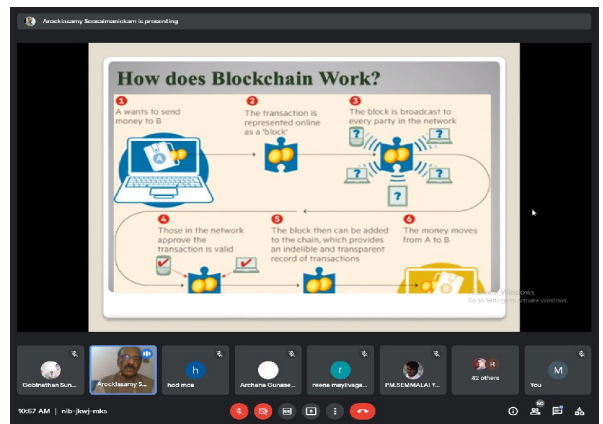 Arockiasamy Soosaimanickam is presenting
How does Blockchain Work?
1
A wants to send
money to B
2
The transaction is
represented online
as a 'block'
3
The block is broadcast to
every party in the network
A
? ? ? ? ?
4
Those in the network
approve the
transaction is valid
5
The block then can be added
to the chain, which provides
an indelible and transparent
record of transactions
6
The money moves
from A to B
Windows
Go to Settings to activate Windows.
Gobinathan Sun...
Arockiasamy S...
h
hod mca
Archana Gunase...
r
reena mayilvaga...
PM.SEMMALAI T...
R
42 others
M
You
10:57 AM | nib-jkwj-mks